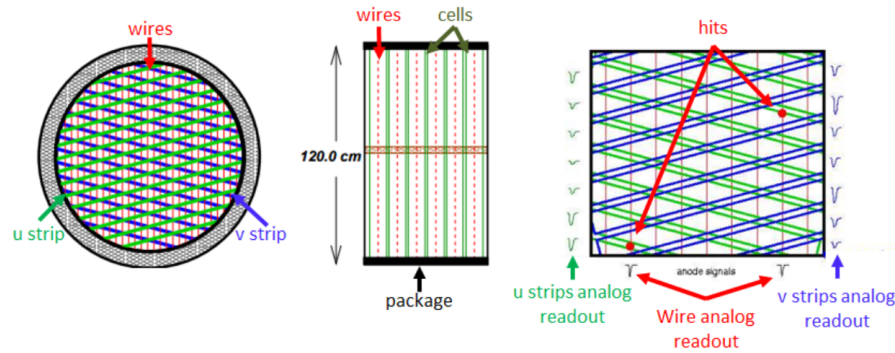 wires
u strip
v strip
wires
cells
120.0 cm
package
hits
anode signals
u strips analog
readout
Wire analog
readout
v strips analog
readout